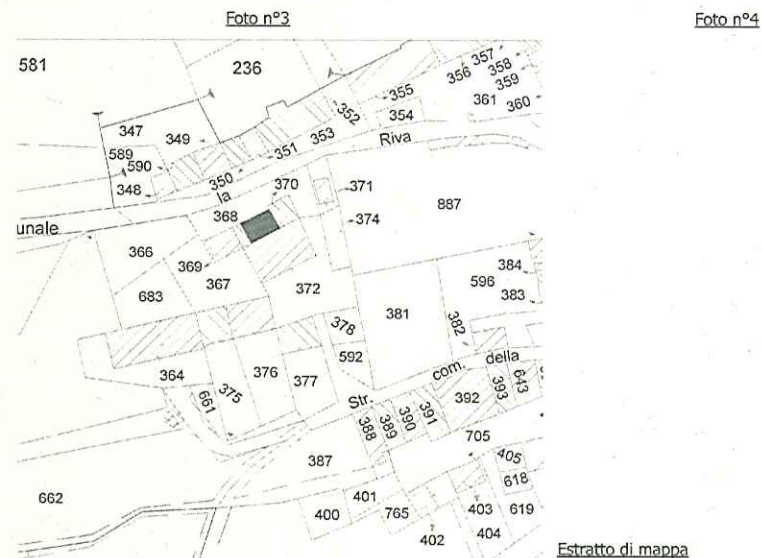 Foto n°3 Foto n°4
581 236
347 349 352 355 356 357 358 359 360 361
589 590 351 353 354
348 350 la Riva
370 371 887
unale 368 374
366 369 367 384
596 383
683 372 381 382
378
592 com. della
364 376 377 Str. 393 643
661 375 392
388 389 390 391
705
387 405
662 401 618
400 765 403 619
402 404
Estratto di mappa